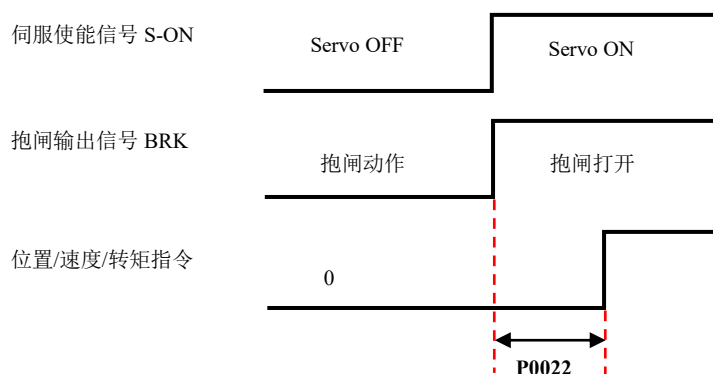 伺服使能信号 S-ON
Servo OFF
Servo ON
抱闸输出信号 BRK
抱闸动作
抱闸打开
位置/速度/转矩指令
0
P0022